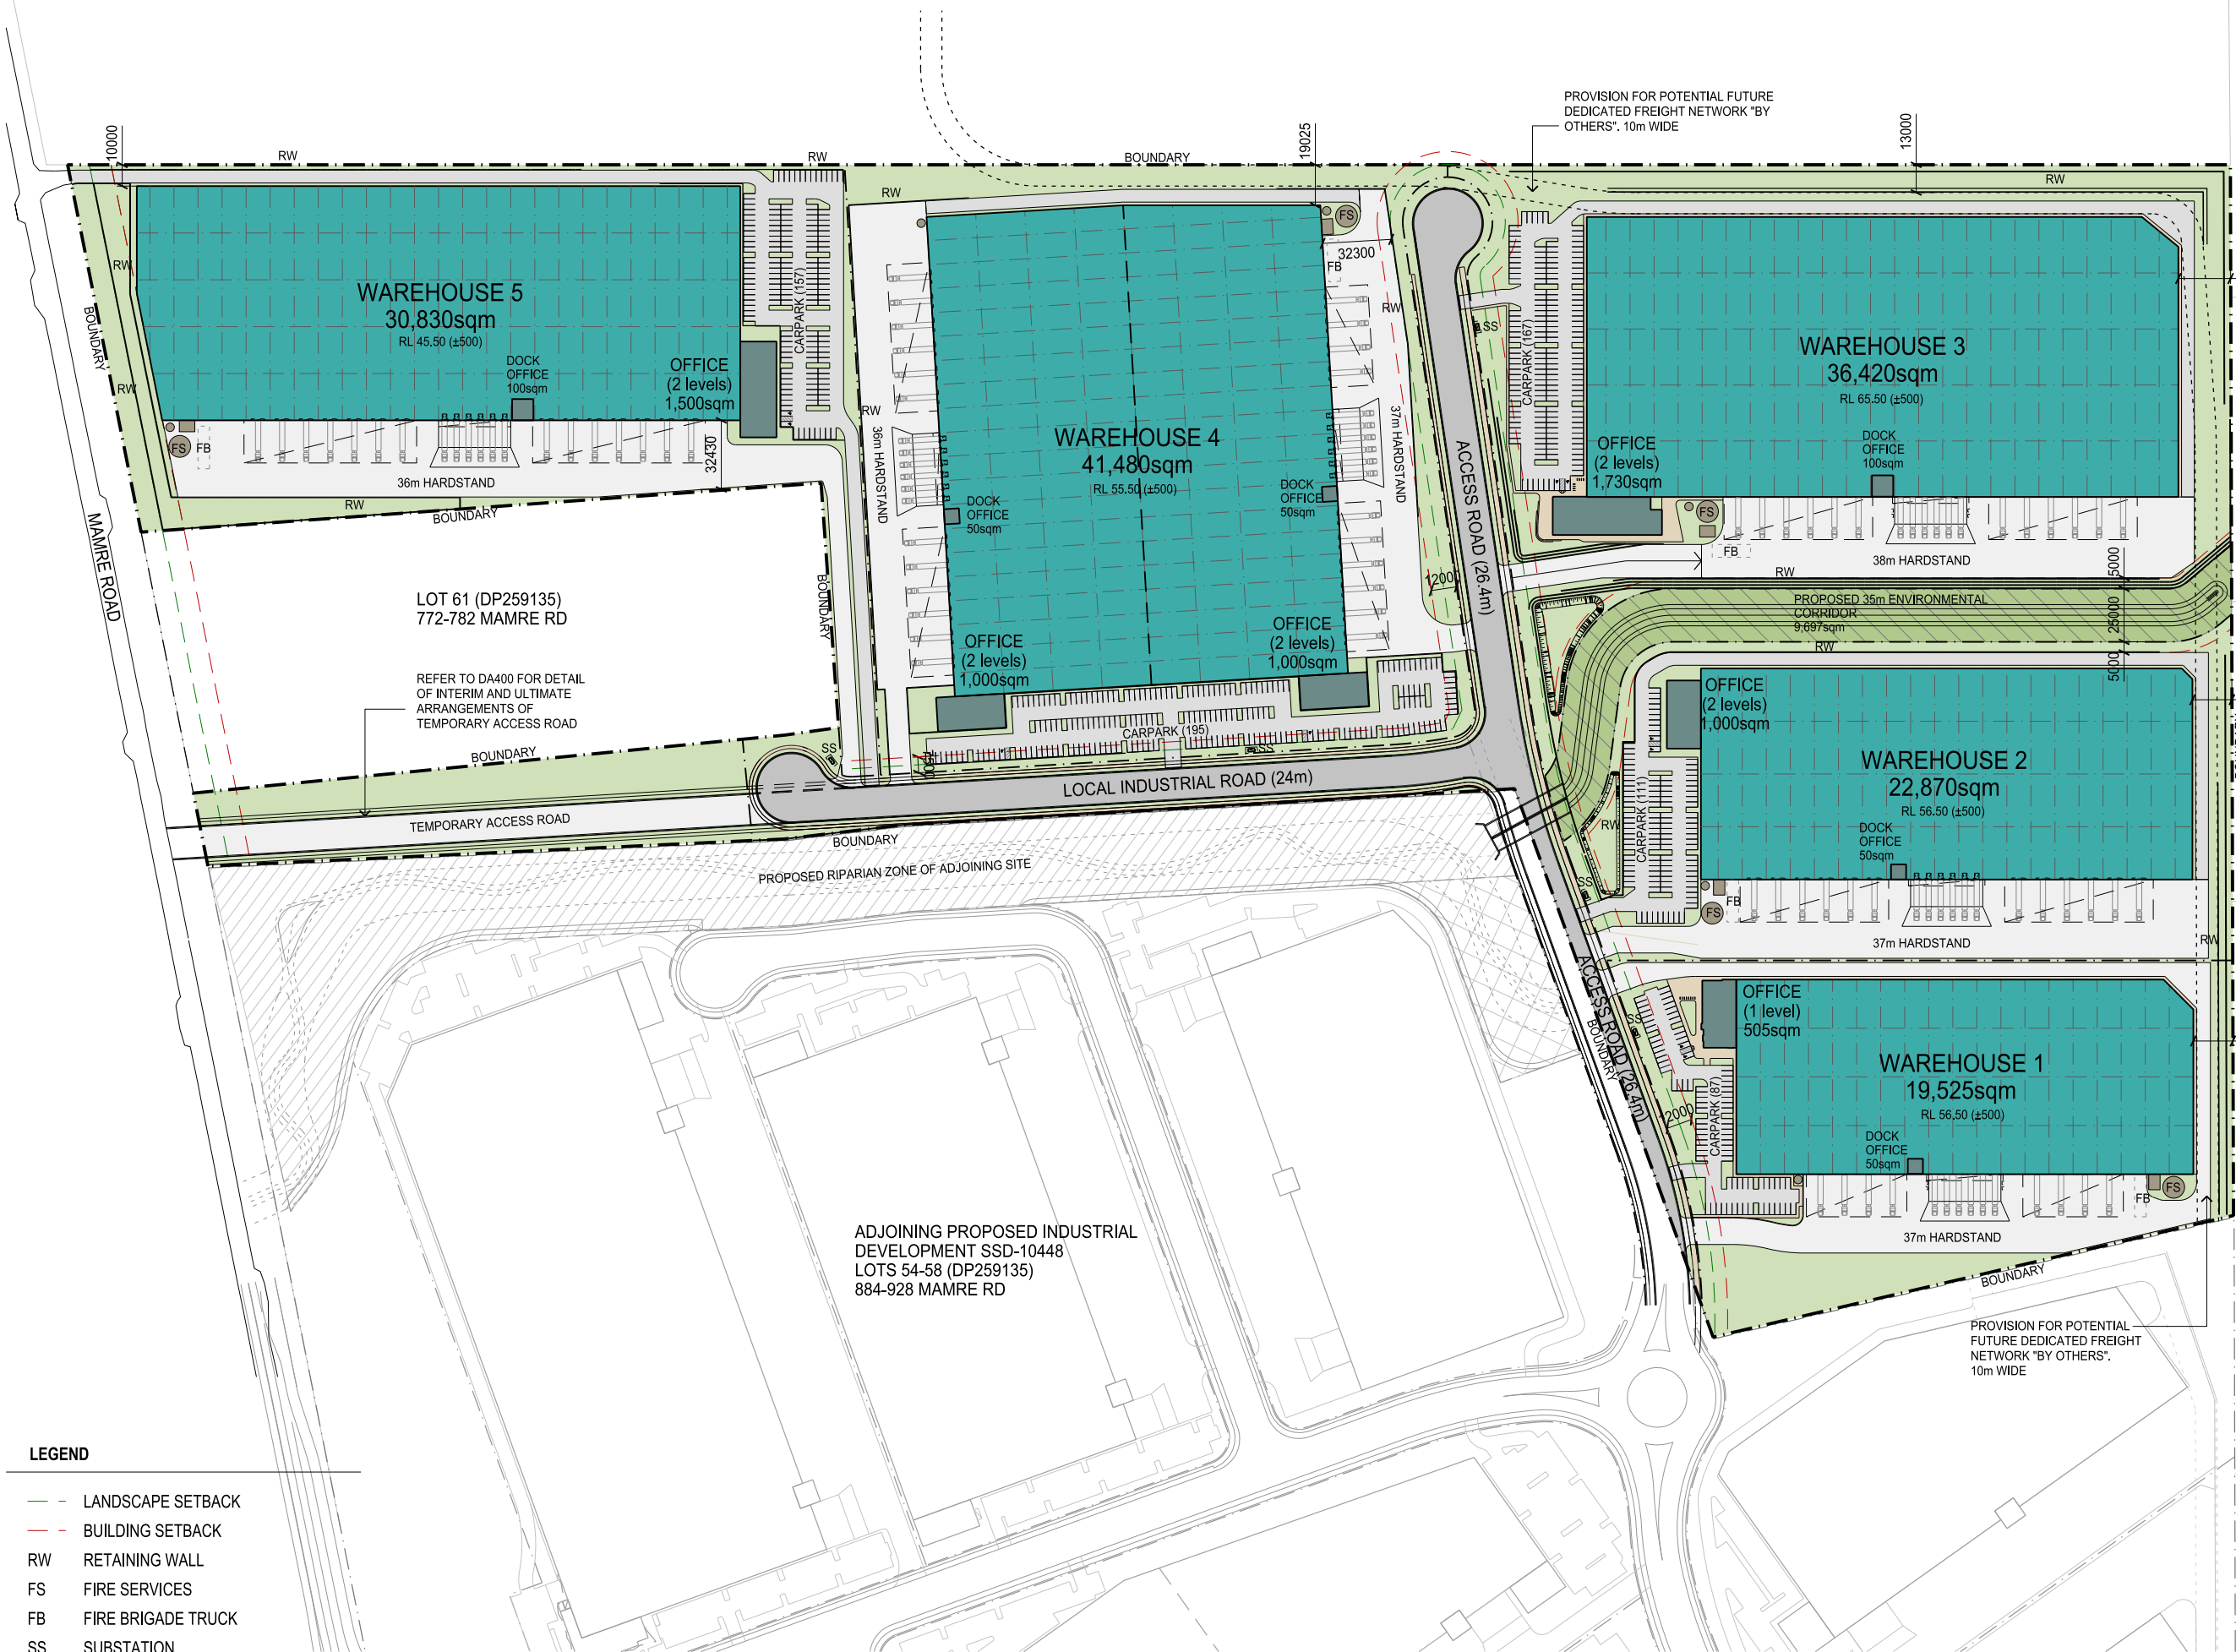 PROVISION FOR POTENTIAL FUTURE
DEDICATED FREIGHT NETWORK "BY
OTHERS". 10m WIDE
10000
RW
RW
BOUNDARY
19025
13000
RW
RW
RW
BOUNDARY
RW
WAREHOUSE 5
30,830sqm
RL 45.50 (±500)
DOCK
OFFICE
100sqm
OFFICE
(2 levels)
1,500sqm
CARPARK (157)
FS
FB
36m HARDSTAND
32430
RW
BOUNDARY
MAMRE ROAD
RW
36m HARDSTAND
WAREHOUSE 4
41,480sqm
RL 55.50 (±500)
DOCK
OFFICE
50sqm
DOCK
OFFICE
50sqm
OFFICE
(2 levels)
1,000sqm
OFFICE
(2 levels)
1,000sqm
FS
FB
32300
RW
37m HARDSTAND
CARPARK (195)
SS
SS
BOUNDARY
ACCESS ROAD (26.4m)
12000
SS
CARPARK (167)
WAREHOUSE 3
36,420sqm
RL 65.50 (±500)
DOCK
OFFICE
100sqm
OFFICE
(2 levels)
1,730sqm
FS
FB
38m HARDSTAND
RW
PROPOSED 35m ENVIRONMENTAL
CORRIDOR
9,697sqm
RW
5000
25000
5000
LOT 61 (DP259135)
772-782 MAMRE RD
REFER TO DA400 FOR DETAIL
OF INTERIM AND ULTIMATE
ARRANGEMENTS OF
TEMPORARY ACCESS ROAD
BOUNDARY
TEMPORARY ACCESS ROAD
LOCAL INDUSTRIAL ROAD (24m)
BOUNDARY
PROPOSED RIPARIAN ZONE OF ADJOINING SITE
OFFICE
(2 levels)
1,000sqm
WAREHOUSE 2
22,870sqm
RL 56.50 (±500)
DOCK
OFFICE
50sqm
CARPARK (111)
RW
SS
FB
FS
37m HARDSTAND
RW
ACCESS ROAD (26.4m)
BOUNDARY
OFFICE
(1 level)
505sqm
WAREHOUSE 1
19,525sqm
RL 56.50 (±500)
DOCK
OFFICE
50sqm
SS
CARPARK (87)
12000
FB
FS
37m HARDSTAND
BOUNDARY
PROVISION FOR POTENTIAL
FUTURE DEDICATED FREIGHT
NETWORK "BY OTHERS".
10m WIDE
ADJOINING PROPOSED INDUSTRIAL
DEVELOPMENT SSD-10448
LOTS 54-58 (DP259135)
884-928 MAMRE RD
LEGEND
LANDSCAPE SETBACK
BUILDING SETBACK
RW RETAINING WALL
FS FIRE SERVICES
FB FIRE BRIGADE TRUCK
SS SUBSTATION